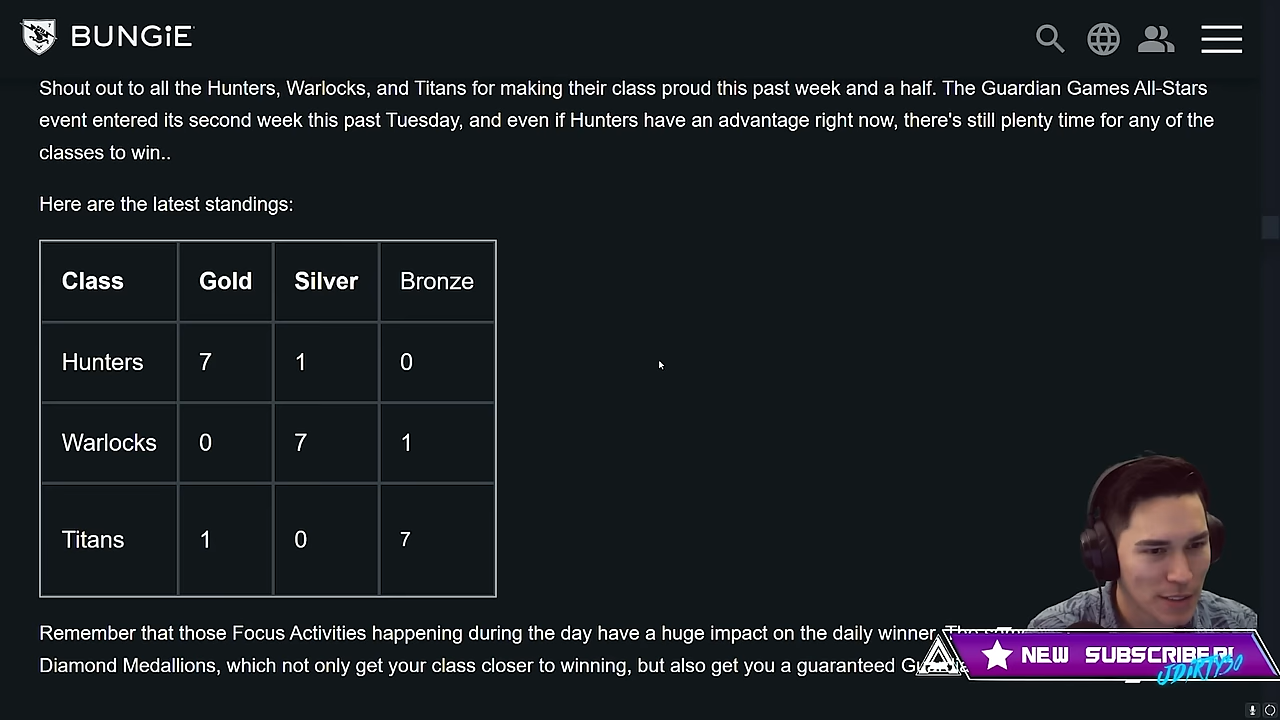 BUNGiE
Shout out to all the Hunters, Warlocks, and Titans for making their class proud this past week and a half. The Guardian Games All-Stars
event entered its second week this past Tuesday, and even if Hunters have an advantage right now, there's still plenty time for any of the
classes to win..
Here are the latest standings:
Class Gold Silver Bronze
Hunters 7 1 0
Warlocks 0 7 1
Titans 1 0 7
Remember that those Focus Activities happening during the day have a huge impact on the daily winner.
Diamond Medallions, which not only get your class closer to winning, but also get you a guaranteed
NEW SUBSCRIBER!
JDIRTY50